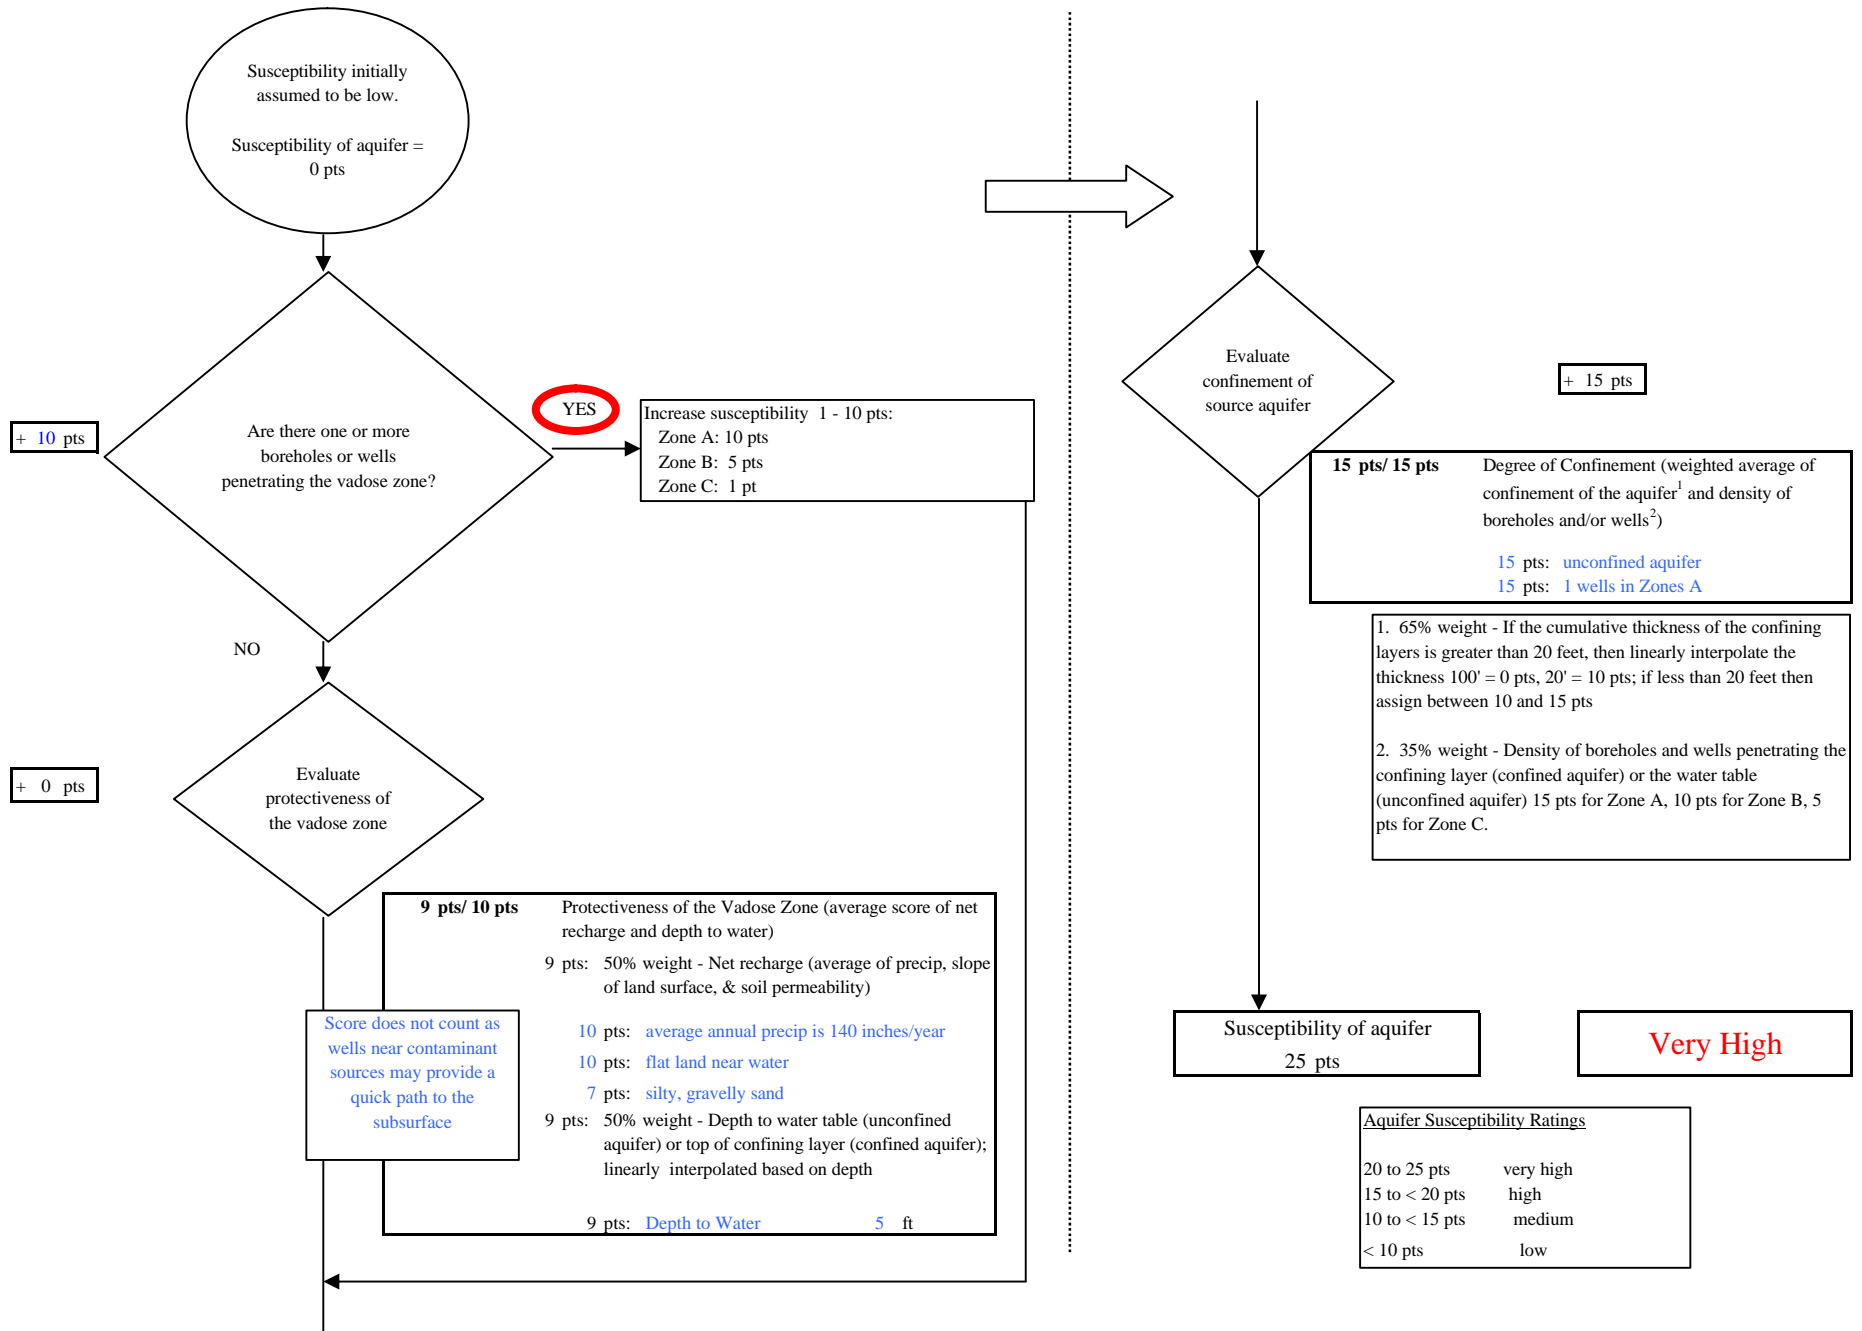 Susceptibility initially
assumed to be low.
Susceptibility of aquifer =
0 pts
+ 10 pts
Are there one or more
boreholes or wells
penetrating the vadose zone?
YES
Increase susceptibility 1 - 10 pts:
Zone A: 10 pts
Zone B: 5 pts
Zone C: 1 pt
NO
+ 0 pts
Evaluate
protectiveness of
the vadose zone
9 pts/ 10 pts Protectiveness of the Vadose Zone (average score of net
recharge and depth to water)
9 pts: 50% weight - Net recharge (average of precip, slope
of land surface, & soil permeability)
10 pts: average annual precip is 140 inches/year
10 pts: flat land near water
7 pts: silty, gravelly sand
9 pts: 50% weight - Depth to water table (unconfined
aquifer) or top of confining layer (confined aquifer);
linearly interpolated based on depth
9 pts: Depth to Water 5 ft
Score does not count as
wells near contaminant
sources may provide a
quick path to the
subsurface
Evaluate
confinement of
source aquifer
+ 15 pts
15 pts/ 15 pts Degree of Confinement (weighted average of
confinement of the aquifer1 and density of
boreholes and/or wells2)
15 pts: unconfined aquifer
15 pts: 1 wells in Zones A
1. 65% weight - If the cumulative thickness of the confining
layers is greater than 20 feet, then linearly interpolate the
thickness 100' = 0 pts, 20' = 10 pts; if less than 20 feet then
assign between 10 and 15 pts
2. 35% weight - Density of boreholes and wells penetrating the
confining layer (confined aquifer) or the water table
(unconfined aquifer) 15 pts for Zone A, 10 pts for Zone B, 5
pts for Zone C.
Susceptibility of aquifer
25 pts
Very High
Aquifer Susceptibility Ratings
20 to 25 pts very high
15 to < 20 pts high
10 to < 15 pts medium
< 10 pts low